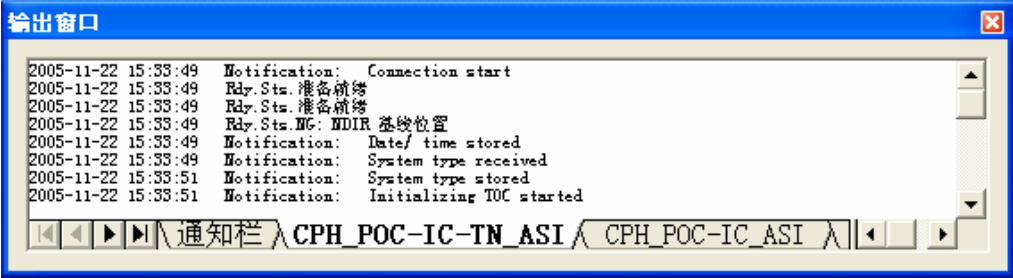 输出窗口
2005-11-22 15:33:49 Notification: Connection start
2005-11-22 15:33:49 Rdy.Sts.准备就绪
2005-11-22 15:33:49 Rdy.Sts.准备就绪
2005-11-22 15:33:49 Rdy.Sts.NG: NDIR 基线位置
2005-11-22 15:33:49 Notification: Date/ time stored
2005-11-22 15:33:49 Notification: System type received
2005-11-22 15:33:51 Notification: System type stored
2005-11-22 15:33:51 Notification: Initializing TOC started
通知栏 CPH_POC-IC-TN_ASI CPH_POC-IC_ASI